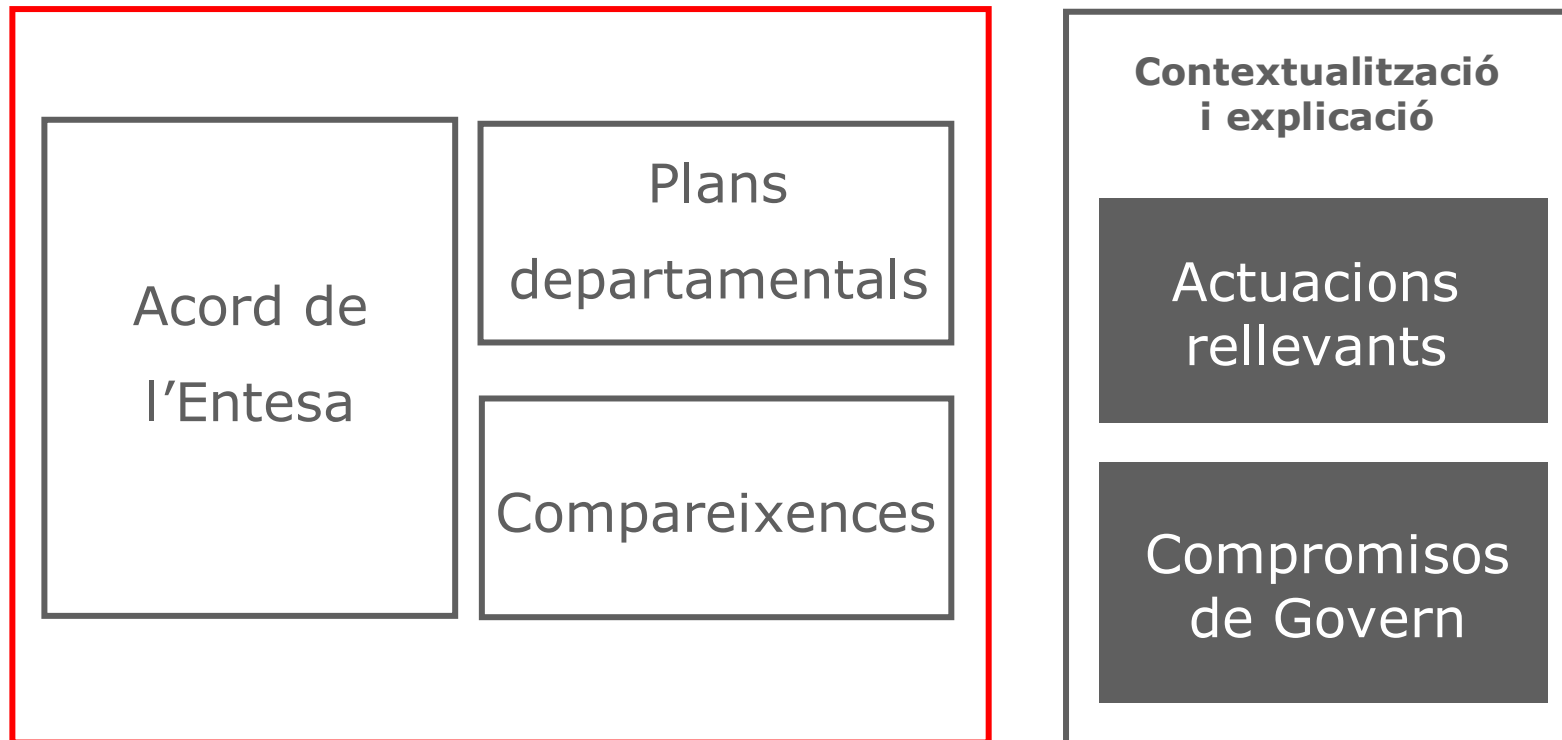 Acord de
l’Entesa
Plans
departamentals
Compareixences
Contextualització
i explicació
Actuacions
rellevants
Compromisos
de Govern